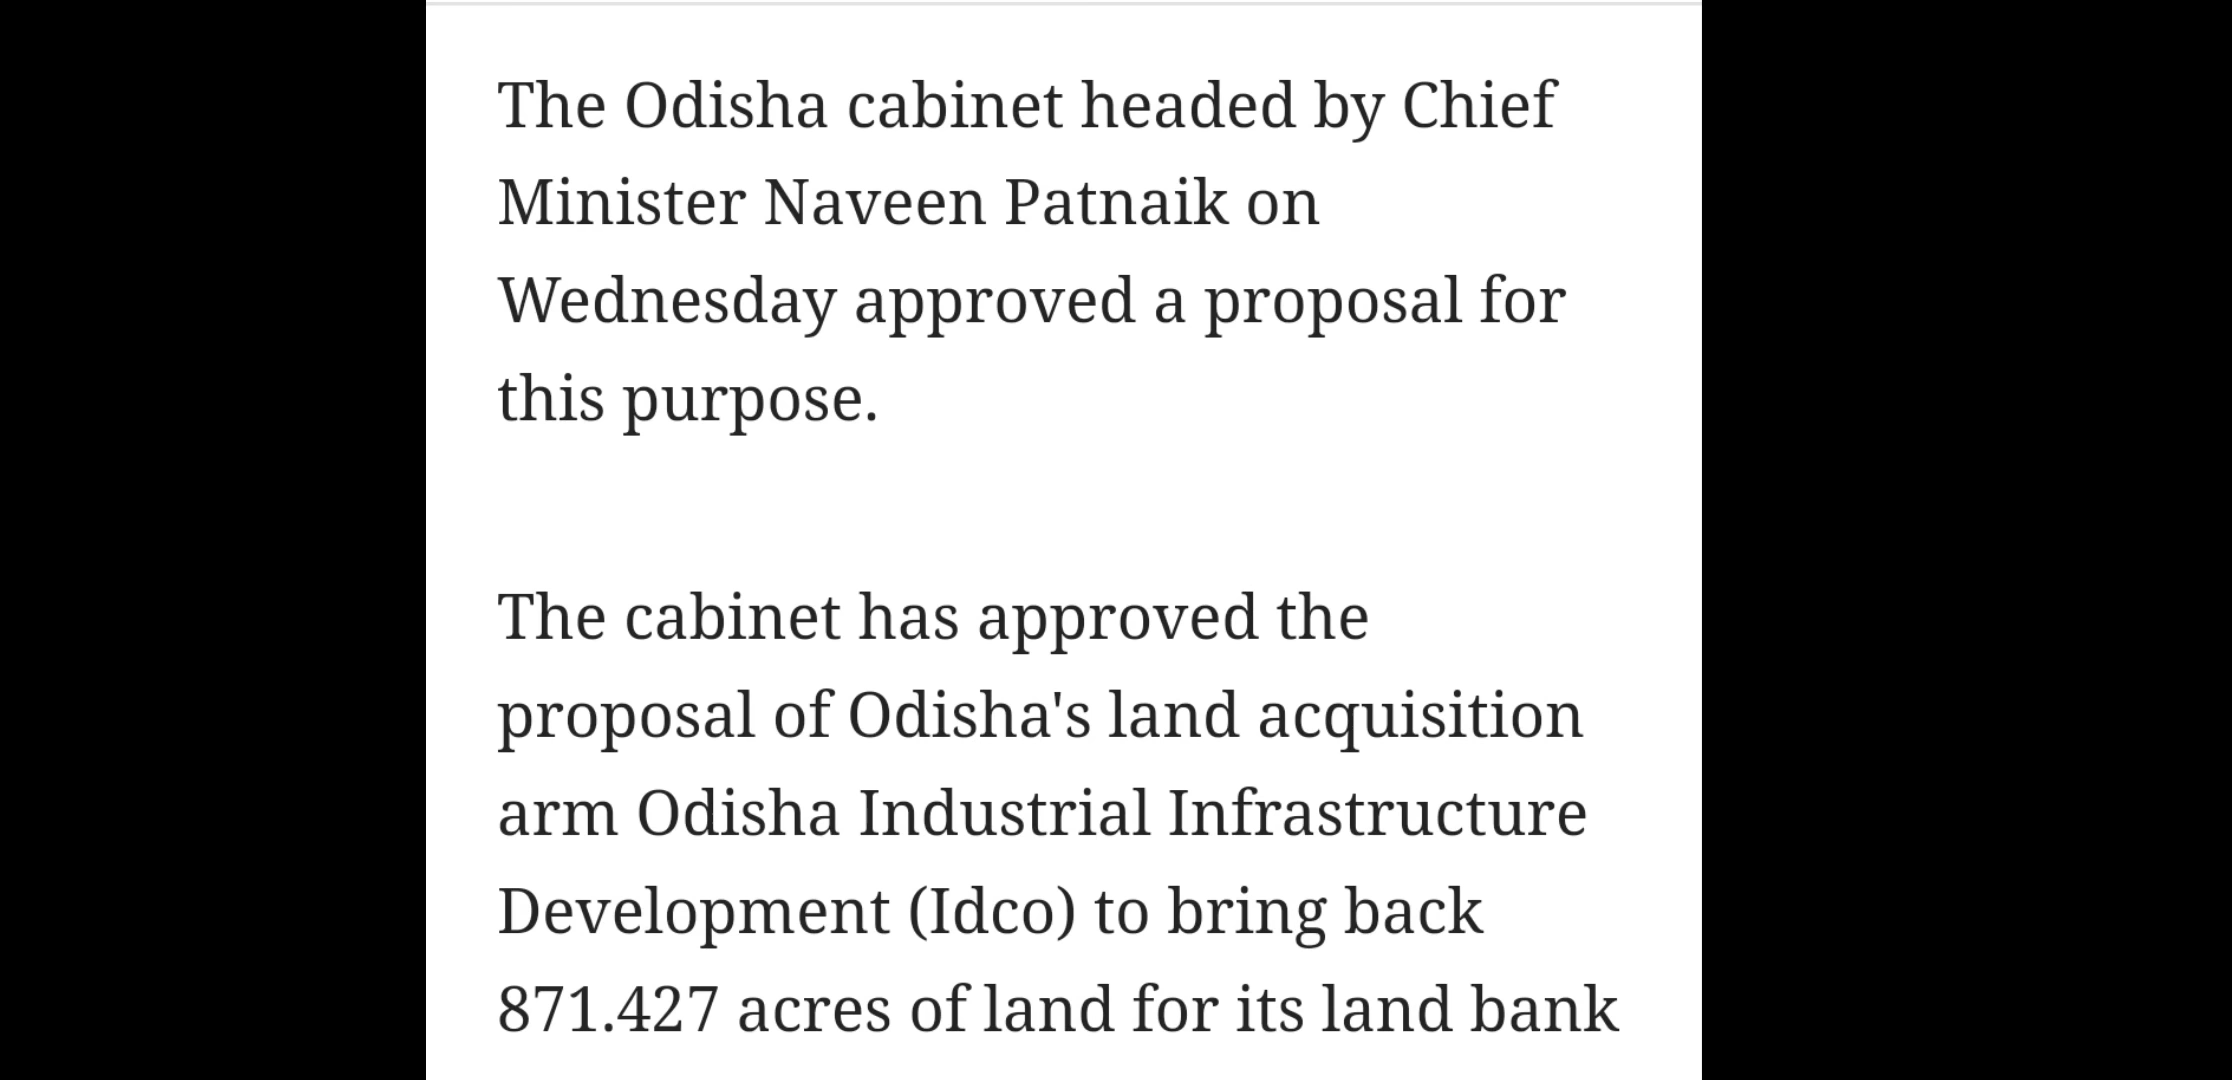 The Odisha cabinet headed by Chief
Minister Naveen Patnaik on
Wednesday approved a proposal for
this purpose.
The cabinet has approved the
proposal of Odisha's land acquisition
arm Odisha Industrial Infrastructure
Development (Idco) to bring back
871.427 acres of land for its land bank